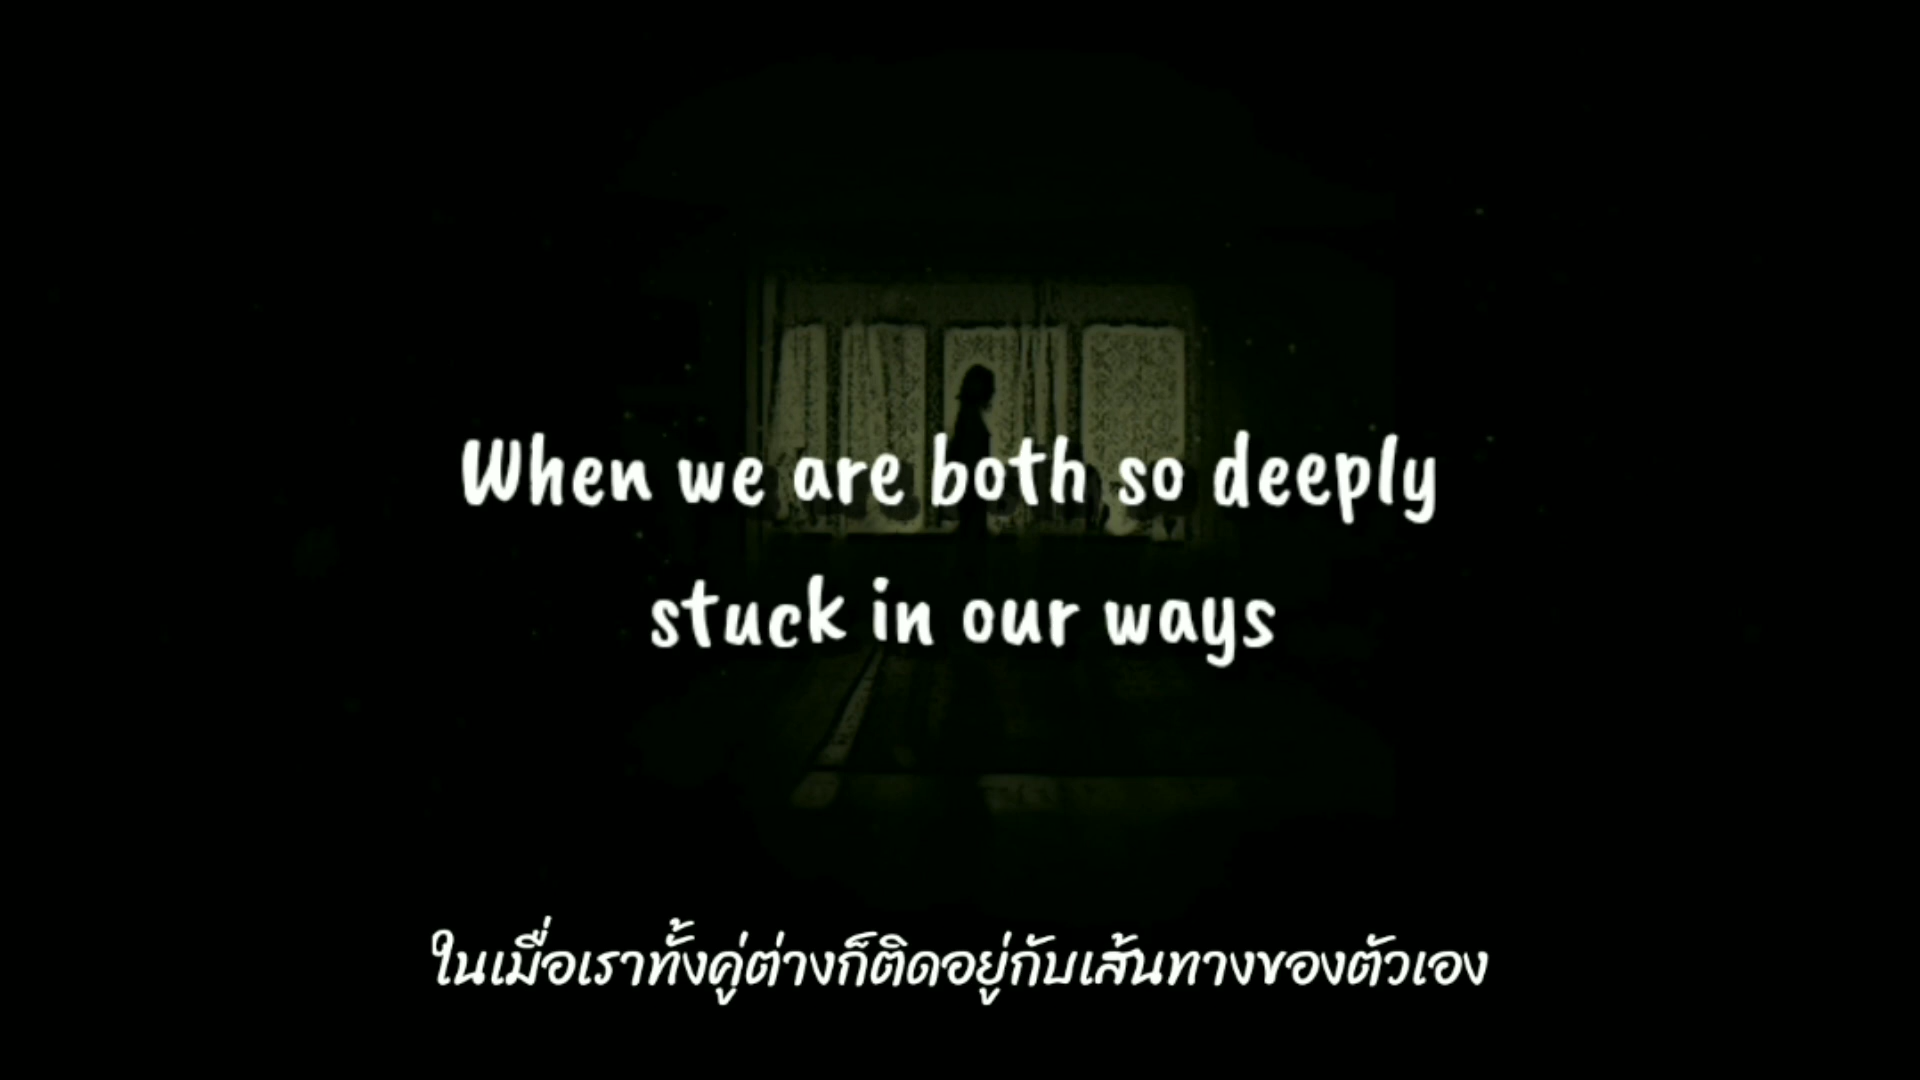 When we are both so deeply
stuck in our ways
ในเมื่อเราทั้งคู่ต่างก็ติดอยู่กับเส้นทางของตัวเอง